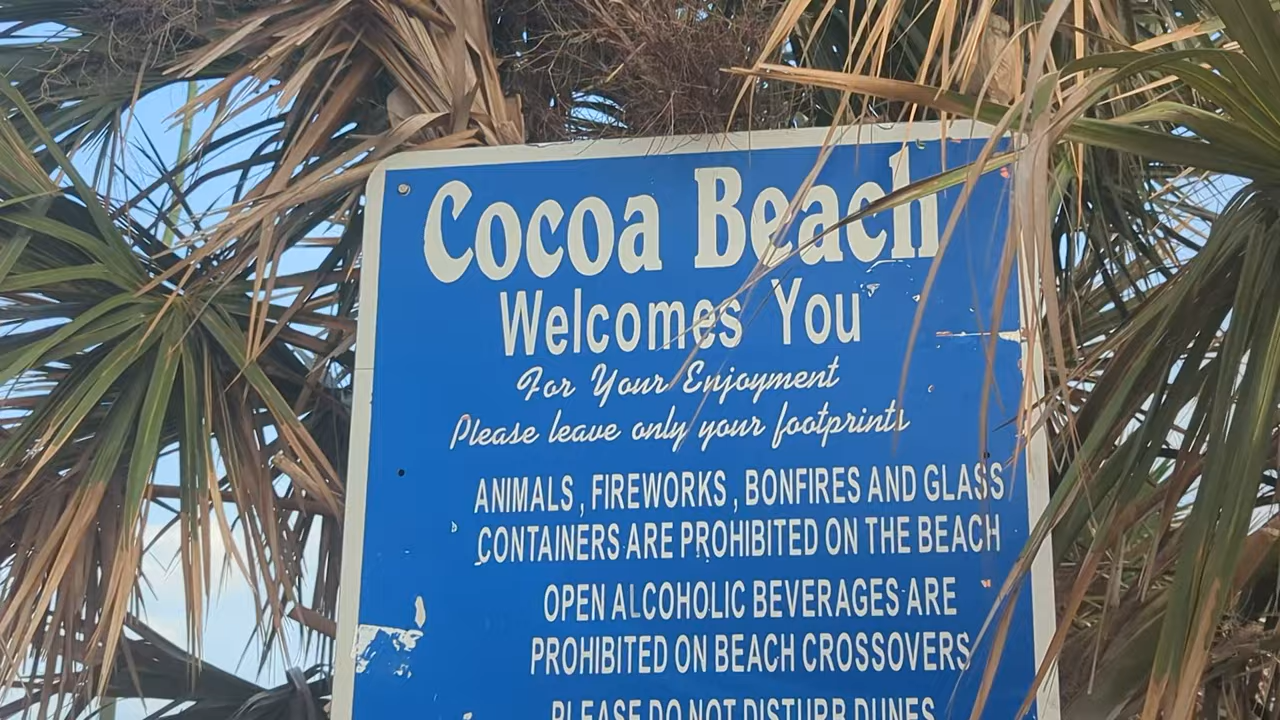 Cocoa Beach
Welcomes You
For Your Enjoyment
Please leave only your footprints
ANIMALS, FIREWORKS, BONFIRES AND GLASS
CONTAINERS ARE PROHIBITED ON THE BEACH
OPEN ALCOHOLIC BEVERAGES ARE
PROHIBITED ON BEACH CROSSOVERS
PLEASE DO NOT DISTURB DUNES